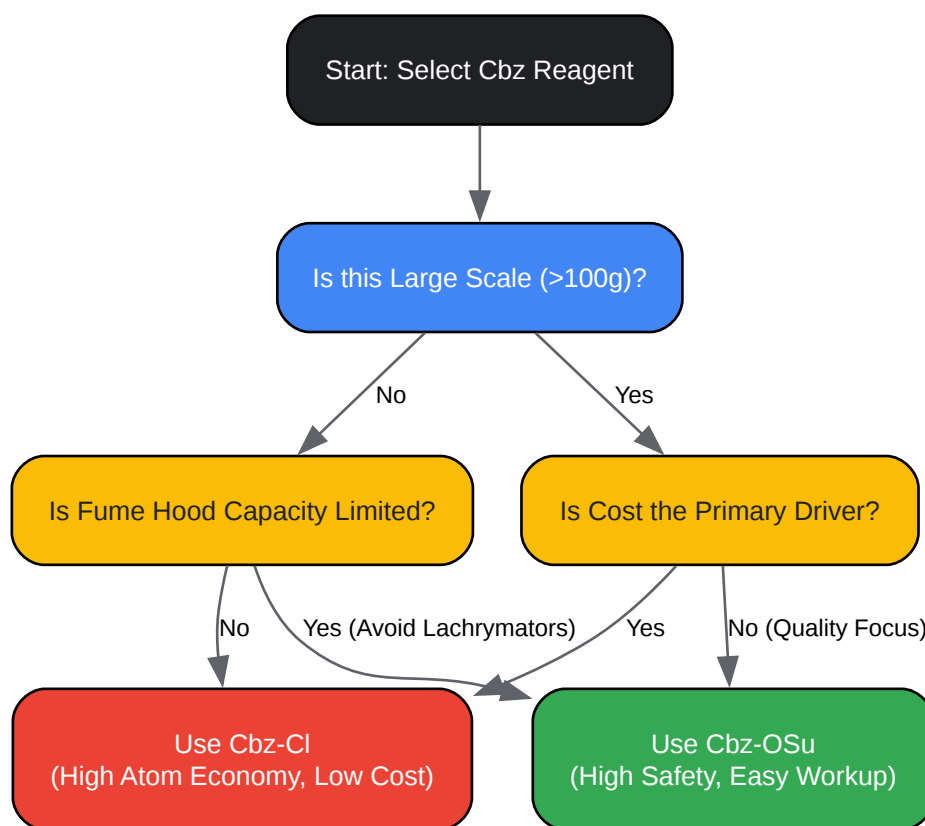 Start: Select Cbz Reagent
Is this Large Scale (>100g)?
No
Yes
Is Fume Hood Capacity Limited?
Is Cost the Primary Driver?
No
Yes (Avoid Lachrymators)
Yes
No (Quality Focus)
Use Cbz-Cl
(High Atom Economy, Low Cost)
Use Cbz-OSu
(High Safety, Easy Workup)